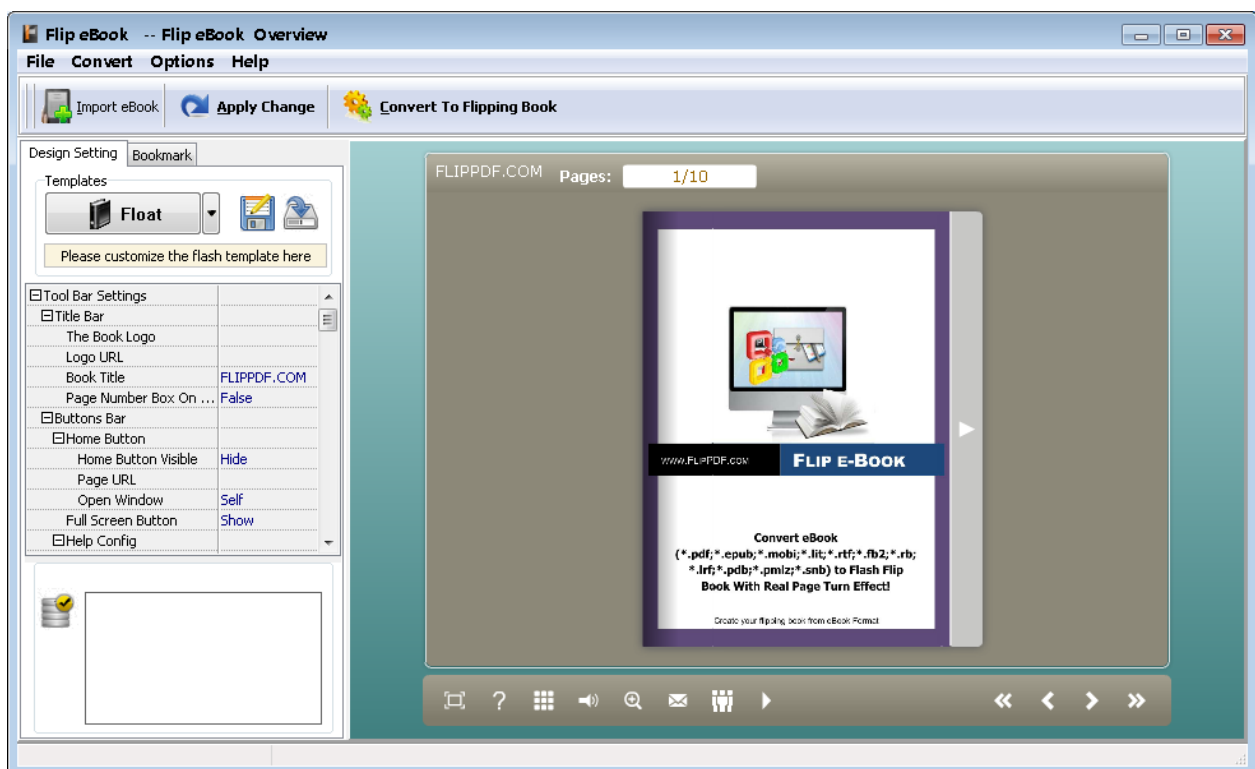 Flip eBook -- Flip eBook Overview
File Convert Options Help
Import eBook Apply Change Convert To Flipping Book
Design Setting Bookmark
Templates
Float
Please customize the flash template here
Tool Bar Settings
Title Bar
The Book Logo
Logo URL
Book Title FLIPPDF.COM
Page Number Box On ... False
Buttons Bar
Home Button
Home Button Visible Hide
Page URL
Open Window Self
Full Screen Button Show
Help Config
FLIPPDF.COM Pages: 1/10
www.FlipPDF.com FLIP E-BOOK
Convert eBook
(*.pdf;*.epub;*.mobi;*.lit;*.rtf;*.fb2;*.rb;
*.lrf;*.pdb;*.pmlz;*.snb) to Flash Flip
Book With Real Page Turn Effect!
Create your flipping book from eBook Format